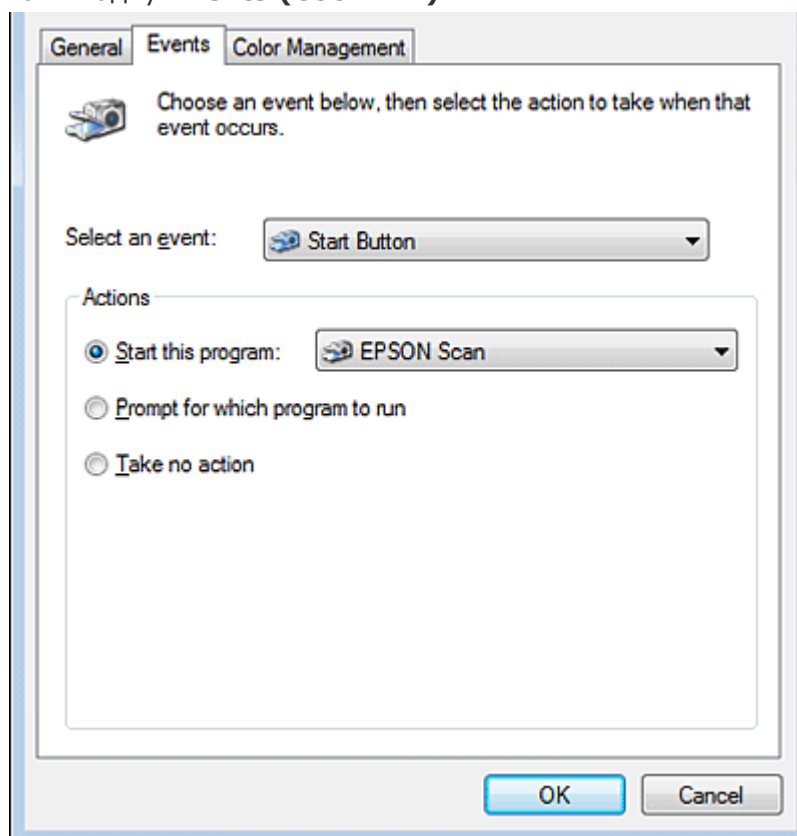 General Events Color Management
Choose an event below, then select the action to take when that
event occurs.
Select an event: Start Button
Actions
Start this program: EPSON Scan
Prompt for which program to run
Take no action
OK Cancel